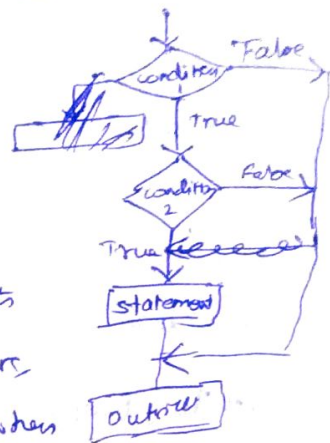 False
condition
True
False
condition
2
True
statement
outside